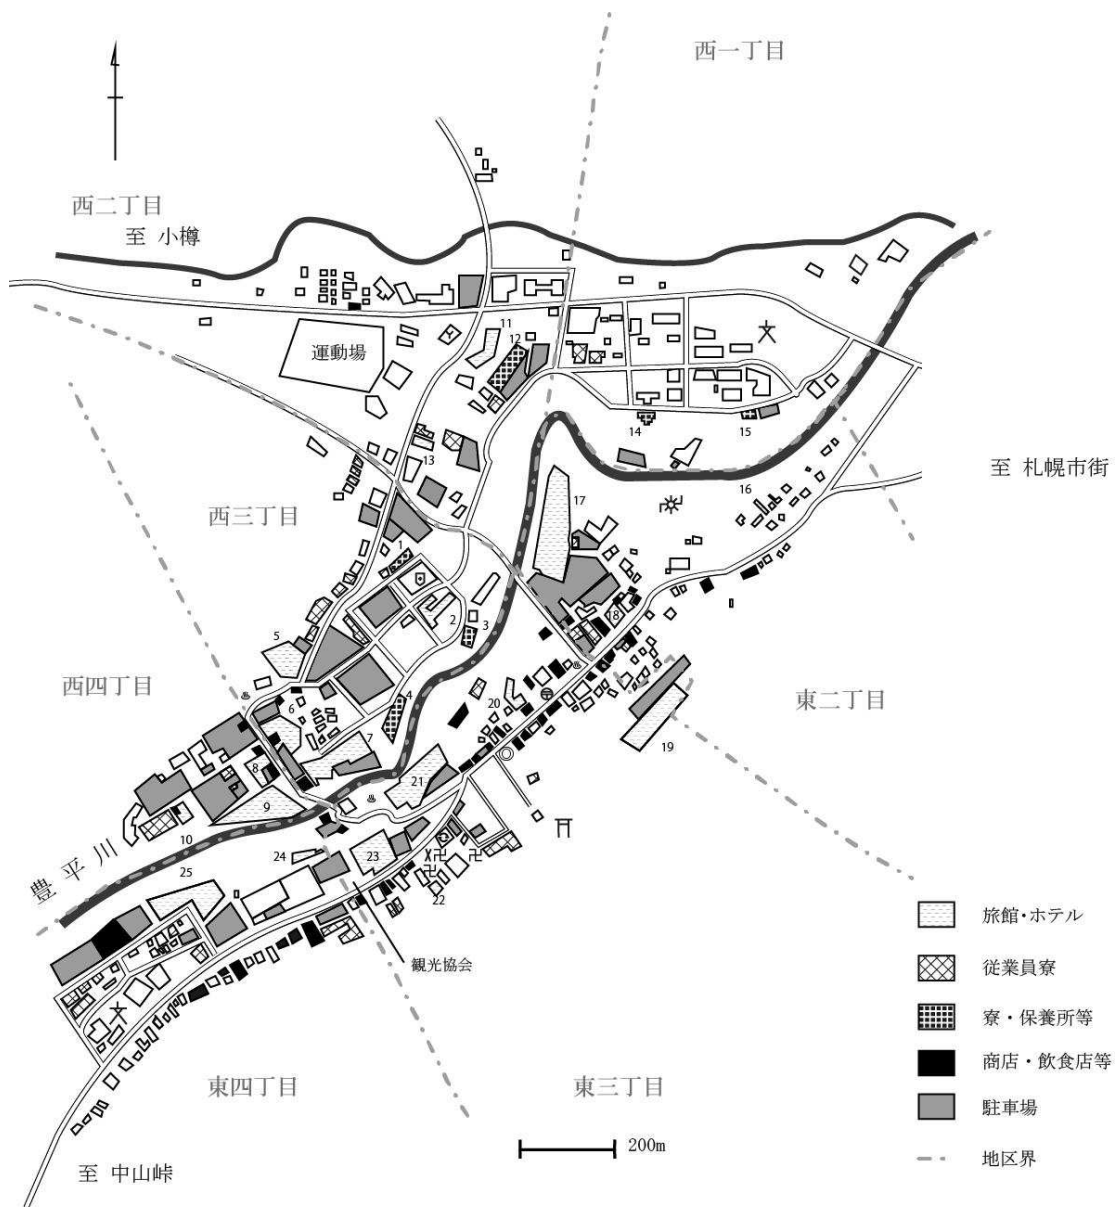 西一丁目
西二丁目
至 小樽
11
運動場
12
14
15
13
至 札幌市街
16
17
西三丁目
1
2
3
18
5
西四丁目
4
6
20
東二丁目
7
19
8
21
9
10
豊平川
24
23
25
22
旅館・ホテル
観光協会
従業員寮
寮・保養所等
商店・飲食店等
東四丁目
東三丁目
駐車場
200m
地区界
至 中山峠